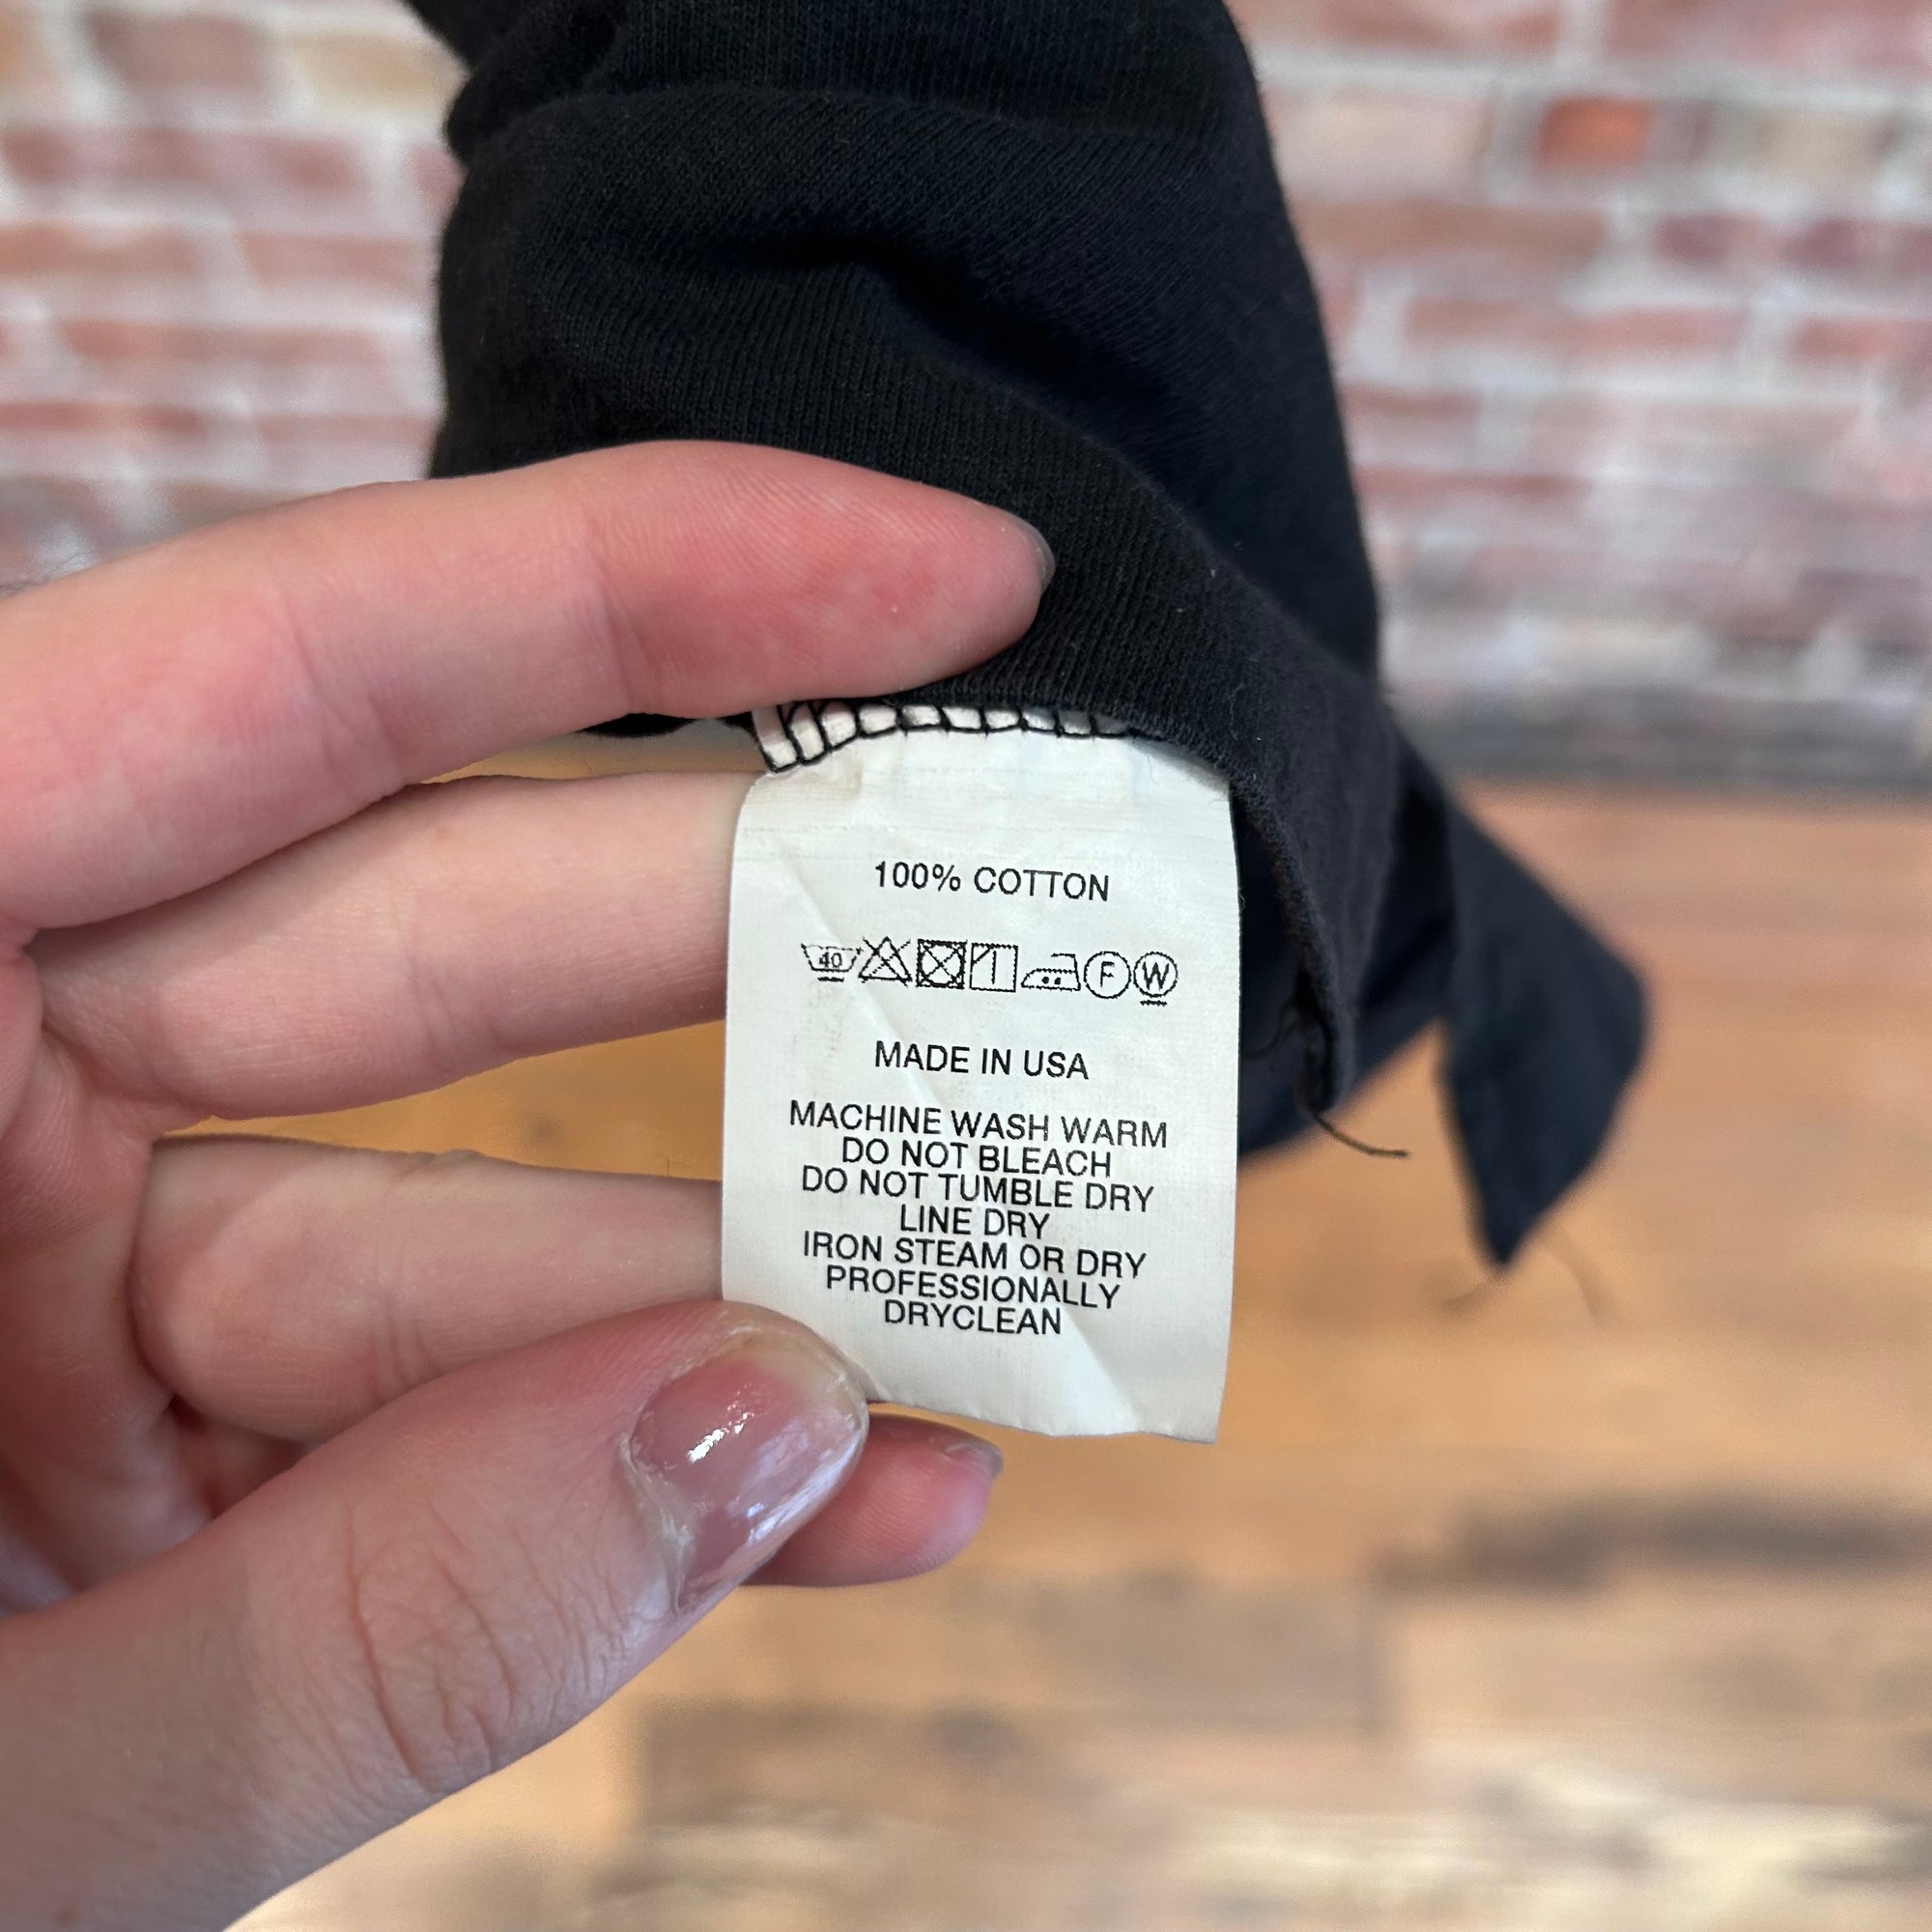 100% COTTON
40 F W
MADE IN USA
MACHINE WASH WARM
DO NOT BLEACH
DO NOT TUMBLE DRY
LINE DRY
IRON STEAM OR DRY
PROFESSIONALLY
DRYCLEAN